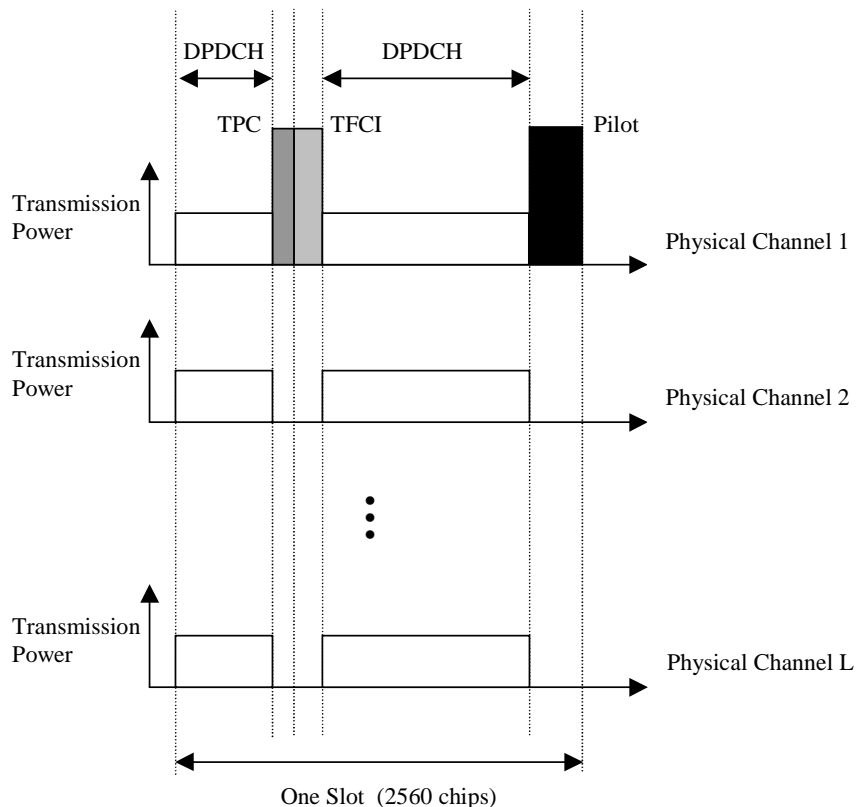 DPDCH
DPDCH
TPC
TFCI
Pilot
Transmission
Power
Physical Channel 1
Transmission
Power
Physical Channel 2
Transmission
Power
Physical Channel L
One Slot (2560 chips)